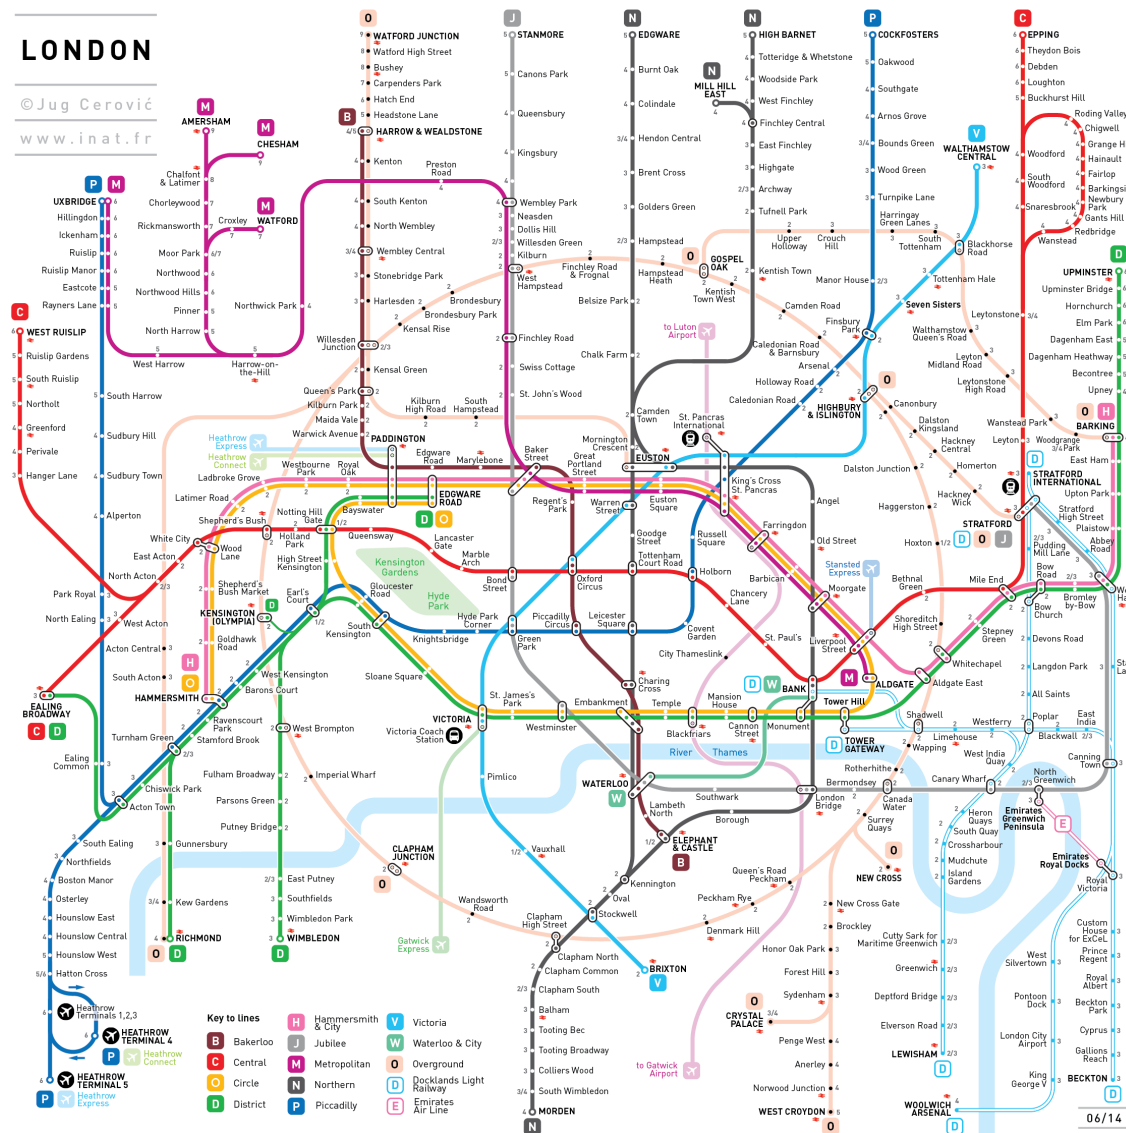 LONDON
©Jug Cerović
www.inat.fr
O
WATFORD JUNCTION
Watford High Street
Bushey
Carpenders Park
Hatch End
Headstone Lane
B
HARROW & WEALDSTONE
Kenton
South Kenton
North Wembley
Wembley Central
Stonebridge Park
Harlesden
Willesden
Junction
Kensal Green
Queen's Park
Kilburn Park
Maida Vale
Warwick Avenue
PADDINGTON
J
STANMORE
Canons Park
Queensbury
Kingsbury
Wembley Park
Neasden
Dollis Hill
Willesden Green
Kilburn
West
Hampstead
Finchley Road
Swiss Cottage
St. John's Wood
Baker
Street
N
EDGWARE
Burnt Oak
Colindale
Hendon Central
Brent Cross
Golders Green
Hampstead
Belsize Park
Chalk Farm
Camden
Town
Mornington
Crescent
EUSTON
N
HIGH BARNET
Totteridge & Whetstone
Woodside Park
West Finchley
N
MILL HILL
EAST
Finchley Central
East Finchley
Highgate
Archway
Tufnell Park
Kentish Town
P
COCKFOSTERS
Oakwood
Southgate
Arnos Grove
Bounds Green
Wood Green
Turnpike Lane
Manor House
Finsbury
Park
Arsenal
Holloway Road
Caledonian Road
C
EPPING
Theydon Bois
Debden
Loughton
Buckhurst Hill
Roding Valley
Chigwell
Grange H
Hainault
Fairlop
Barkingsi
Newbury
Park
Gants Hill
Redbridge
Wanstead
Woodford
South
Woodford
Snaresbrook
Leytonstone
Leyton
V
WALTHAMSTOW
CENTRAL
Blackhorse
Road
Tottenham Hale
Seven Sisters
HIGHBURY
& ISLINGTON
O
M
AMERSHAM
M
CHESHAM
Chalfont
& Latimer
Chorleywood
Rickmansworth
Croxley
M
WATFORD
Moor Park
Northwood
Northwood Hills
Pinner
North Harrow
Harrow-on-
the-Hill
West Harrow
Northwick Park
Preston
Road
P
M
UXBRIDGE
Hillingdon
Ickenham
Ruislip
Ruislip Manor
Eastcote
Rayners Lane
South Harrow
Sudbury Hill
Sudbury Town
Alperton
Park Royal
North Ealing
C
WEST RUISLIP
Ruislip Gardens
South Ruislip
Northolt
Greenford
Perivale
Hanger Lane
North Acton
East Acton
West Acton
White City
EALING
BROADWAY
C
D
Ealing
Common
Acton Central
South Acton
Acton Town
South Ealing
Northfields
Boston Manor
Osterley
Hounslow East
Hounslow Central
Hounslow West
Hatton Cross
Heathrow
Terminals 1,2,3
HEATHROW
TERMINAL 4
P
Heathrow
Connect
HEATHROW
TERMINAL 5
P
Heathrow
Express
O
GOSPEL
OAK
Upper
Holloway
Crouch
Hill
Harringay
Green Lanes
South
Tottenham
Walthamstow
Queen's Road
Leyton
Midland Road
Leytonstone
High Road
Wanstead Park
Woodgrange
Park
O
H
BARKING
Finchley Road
& Frognal
Hampstead
Heath
Kentish
Town West
Camden Road
Caledonian Road
& Barnsbury
Brondesbury
Brondesbury Park
Kensal Rise
Kilburn
High Road
South
Hampstead
D
UPMINSTER
Upminster Bridge
Hornchurch
Elm Park
Dagenham East
Dagenham Heathway
Becontree
Upney
East Ham
Upton Park
Plaistow
Canonbury
Dalston
Kingsland
Hackney
Central
Homerton
Hackney
Wick
Dalston Junction
Haggerston
Hoxton
Shoreditch
High Street
D
STRATFORD
INTERNATIONAL
STRATFORD
D
O
J
Stratford
High Street
Abbey
Road
Pudding
Mill Lane
Bow
Road
Bow
Church
Bromley
by-Bow
Devons Road
Langdon Park
All Saints
Poplar
to Luton
Airport
St. Pancras
International
King's Cross
St. Pancras
Heathrow
Express
Heathrow
Connect
Ladbroke Grove
Westbourne
Park
Royal
Oak
Latimer Road
Edgware
Road
Marylebone
EDGWARE
ROAD
D
O
Bayswater
Notting Hill
Gate
Shepherd's Bush
Holland
Park
Queensway
Lancaster
Gate
Marble
Arch
Bond
Street
Oxford
Circus
Tottenham
Court Road
Holborn
Chancery
Lane
St. Paul's
Wood
Lane
Shepherd's
Bush Market
Goldhawk
Road
High Street
Kensington
Kensington
Gardens
Hyde
Park
KENSINGTON
(OLYMPIA)
D
Earl's
Court
Gloucester
Road
South
Kensington
Knightsbridge
Hyde Park
Corner
Green
Park
Piccadilly
Circus
Leicester
Square
Covent
Garden
Russell
Square
Great
Portland
Street
Regent's
Park
Warren
Street
Euston
Square
Goodge
Street
Farringdon
Barbican
Moorgate
Liverpool
Street
Angel
Old Street
Stansted
Express
Bethnal
Green
Mile End
Stepney
Green
Whitechapel
Aldgate East
M
ALDGATE
City Thameslink
D
W
BANK
Tower Hill
D
TOWER
GATEWAY
Monument
Cannon
Street
Mansion
House
Blackfriars
Temple
Embankment
Charing
Cross
Westminster
St. James's
Park
VICTORIA
Victoria Coach
Station
Sloane Square
H
O
HAMMERSMITH
Barons Court
West Kensington
Ravenscourt
Park
Stamford Brook
Turnham Green
Chiswick Park
Gunnersbury
Kew Gardens
O
RICHMOND
D
West Brompton
Fulham Broadway
Parsons Green
Putney Bridge
East Putney
Southfields
Wimbledon Park
WIMBLEDON
D
Imperial Wharf
CLAPHAM
JUNCTION
O
Wandsworth
Road
Pimlico
Vauxhall
Gatwick
Express
Stockwell
BRIXTON
V
WATERLOO
W
Lambeth
North
ELEPHANT
& CASTLE
B
Kennington
Oval
Clapham
High Street
Clapham North
Clapham Common
Clapham South
Balham
Tooting Bec
Tooting Broadway
Colliers Wood
South Wimbledon
MORDEN
N
River
Thames
Southwark
Borough
London
Bridge
Bermondsey
Canada
Water
Rotherhithe
Wapping
Shadwell
Limehouse
Westferry
West India
Quay
Canary Wharf
Heron
Quays
South Quay
Crossharbour
Mudchute
Island
Gardens
Cutty Sark for
Maritime Greenwich
Greenwich
Deptford Bridge
Elverson Road
LEWISHAM
D
East
India
Blackwall
Canning
Town
North
Greenwich
Emirates
Greenwich
Peninsula
E
Emirates
Royal Docks
Royal
Victoria
Custom
House
for ExCeL
Prince
Regent
Royal
Albert
Beckton
Park
Cyprus
Gallions
Reach
BECKTON
D
West
Silvertown
Pontoon
Dock
London City
Airport
King
George V
WOOLWICH
ARSENAL
D
Surrey
Quays
O
NEW CROSS
Queen's Road
Peckham
Peckham Rye
Denmark Hill
New Cross Gate
Brockley
Honor Oak Park
Forest Hill
Sydenham
O
CRYSTAL
PALACE
Penge West
Anerley
Norwood Junction
WEST CROYDON
O
to Gatwick
Airport
Key to lines
B Bakerloo
C Central
O Circle
D District
H Hammersmith
& City
J Jubilee
M Metropolitan
N Northern
P Piccadilly
V Victoria
W Waterloo & City
O Overground
D Docklands Light
Railway
E Emirates
Air Line
06/14